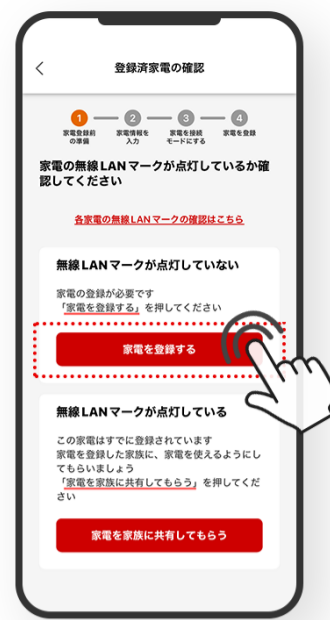 登録済家電の確認
1 2 3 4
家電登録前の準備
家電情報を入力
家電を接続モードにする
家電を登録
家電の無線LANマークが点灯しているか確
認してください
各家電の無線LANマークの確認はこちら
無線LANマークが点灯していない
家電の登録が必要です
「家電を登録する」を押してください
家電を登録する
無線LANマークが点灯している
この家電はすでに登録されています
家電を登録した家族に、家電を使えるようにし
てもらいましょう
「家電を家族に共有してもらう」を押してくだ
さい
家電を家族に共有してもらう